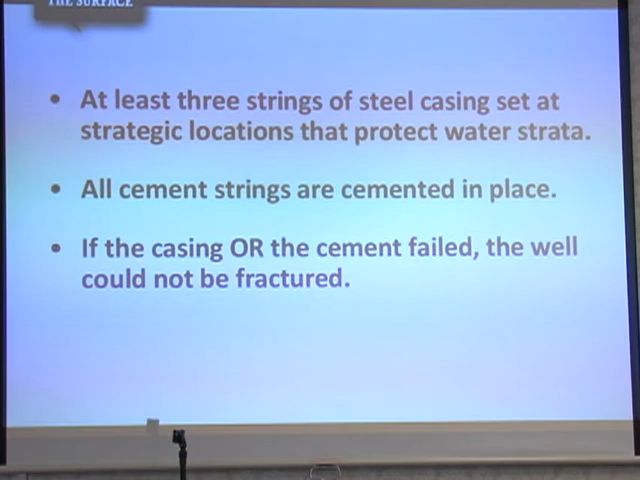 THE SURFACE
• At least three strings of steel casing set at
strategic locations that protect water strata.
• All cement strings are cemented in place.
• If the casing OR the cement failed, the well
could not be fractured.